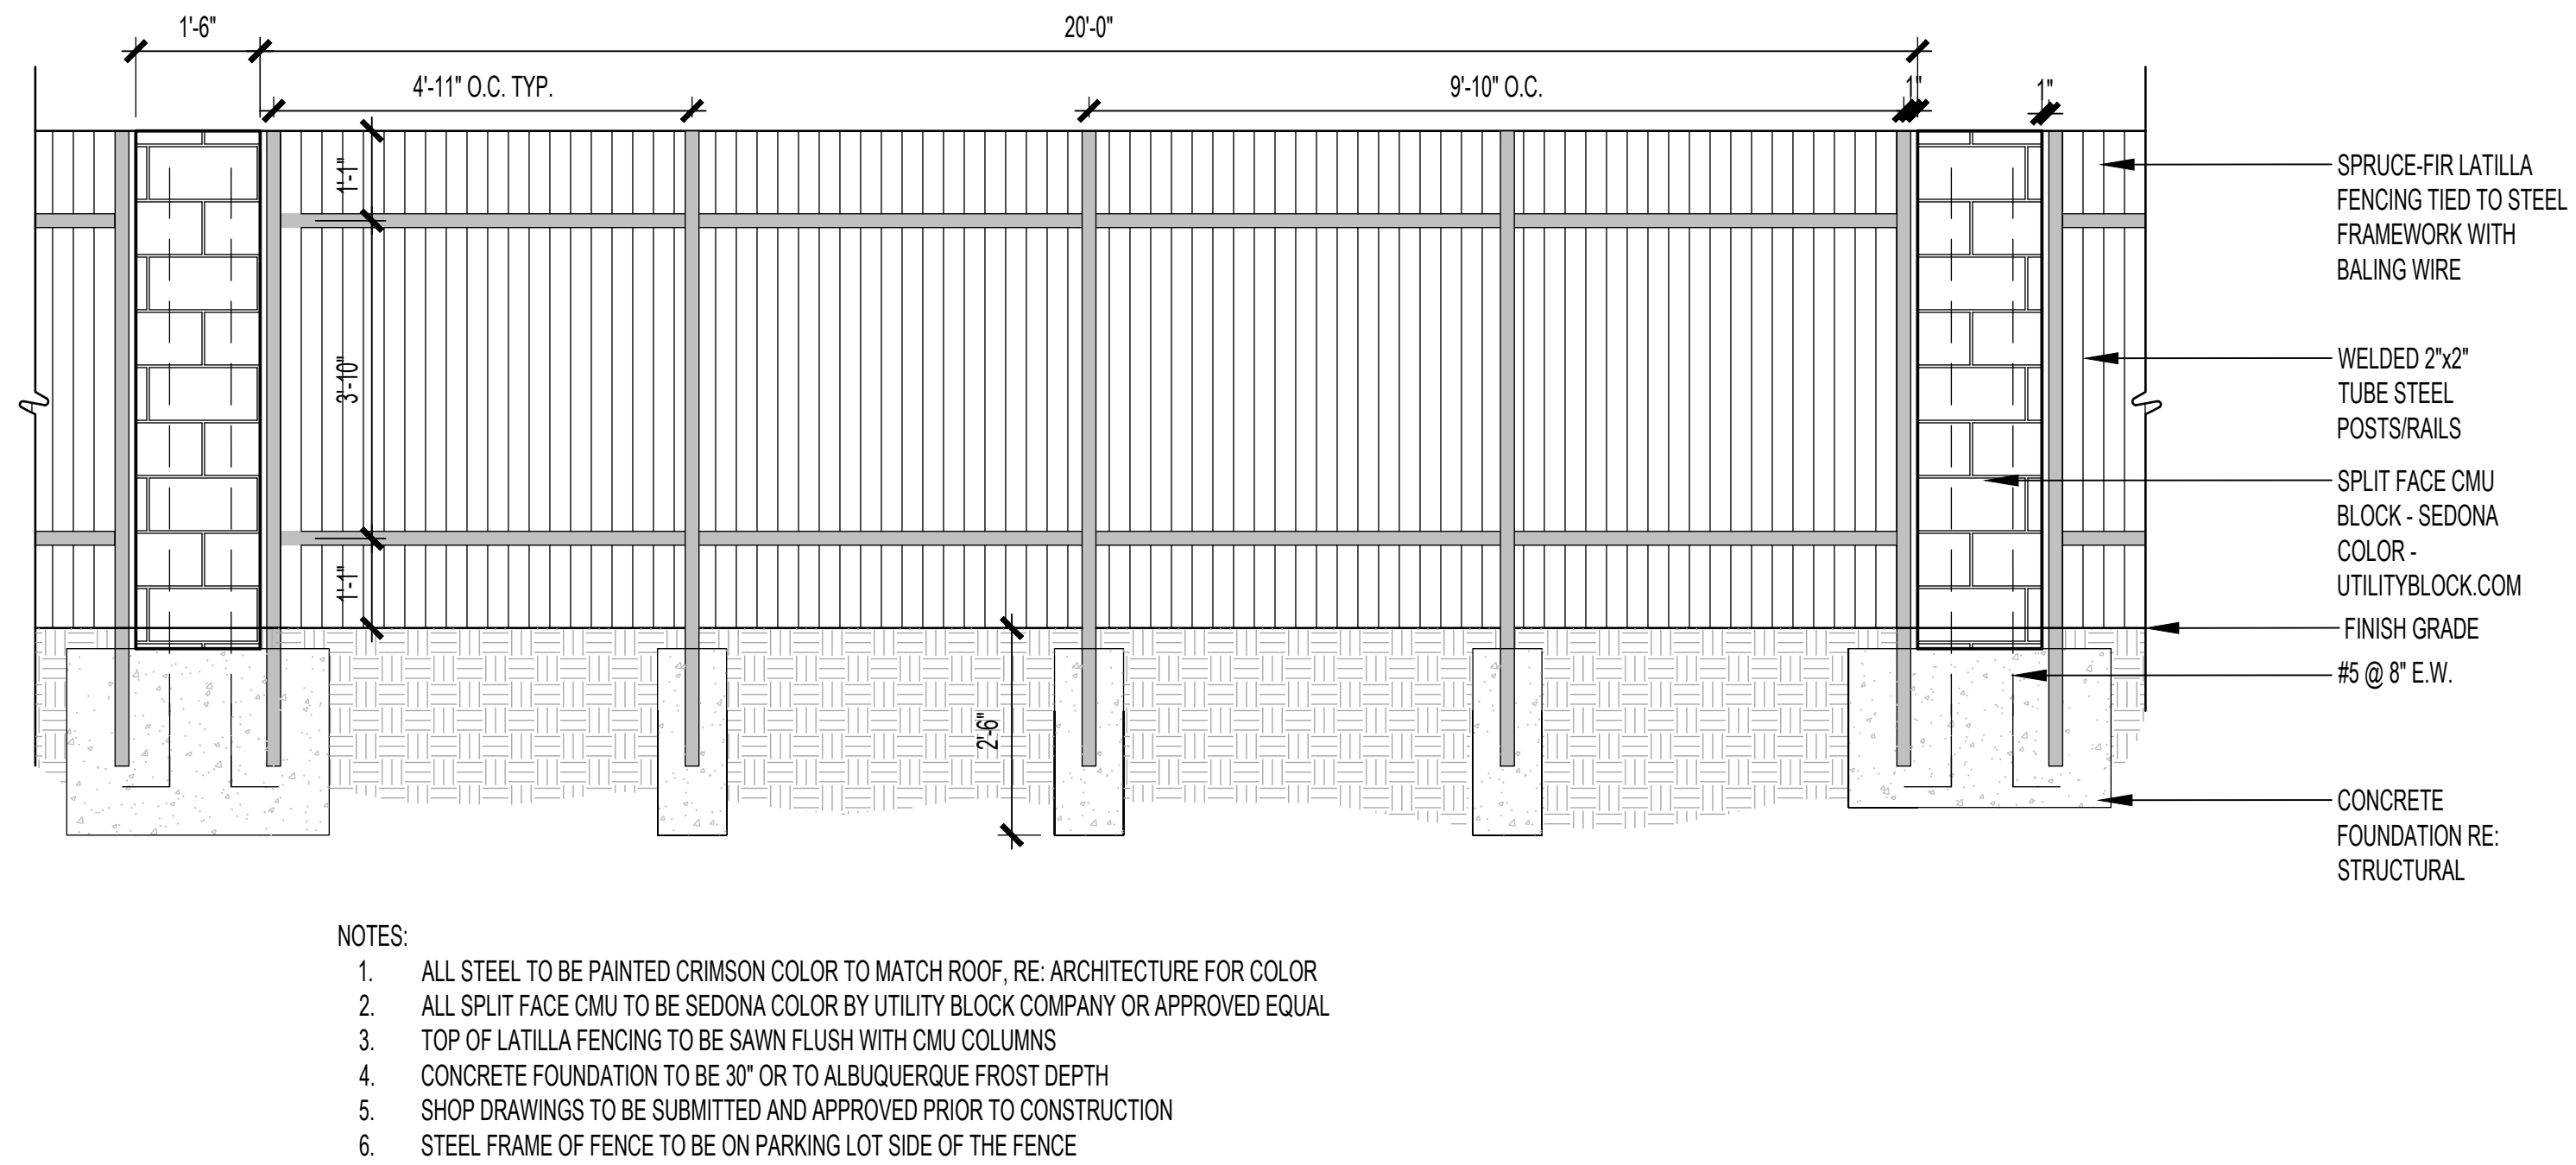 1'-6"
20'-0"
4'-11" O.C. TYP.
9'-10" O.C.
1"
1"
1'-1"
3'-10"
1'-1"
2'-6"
SPRUCE-FIR LATILLA
FENCING TIED TO STEEL
FRAMEWORK WITH
BALING WIRE
WELDED 2"x2"
TUBE STEEL
POSTS/RAILS
SPLIT FACE CMU
BLOCK - SEDONA
COLOR -
UTILITYBLOCK.COM
FINISH GRADE
#5 @ 8" E.W.
CONCRETE
FOUNDATION RE:
STRUCTURAL
NOTES:
1. ALL STEEL TO BE PAINTED CRIMSON COLOR TO MATCH ROOF, RE: ARCHITECTURE FOR COLOR
2. ALL SPLIT FACE CMU TO BE SEDONA COLOR BY UTILITY BLOCK COMPANY OR APPROVED EQUAL
3. TOP OF LATILLA FENCING TO BE SAWN FLUSH WITH CMU COLUMNS
4. CONCRETE FOUNDATION TO BE 30" OR TO ALBUQUERQUE FROST DEPTH
5. SHOP DRAWINGS TO BE SUBMITTED AND APPROVED PRIOR TO CONSTRUCTION
6. STEEL FRAME OF FENCE TO BE ON PARKING LOT SIDE OF THE FENCE